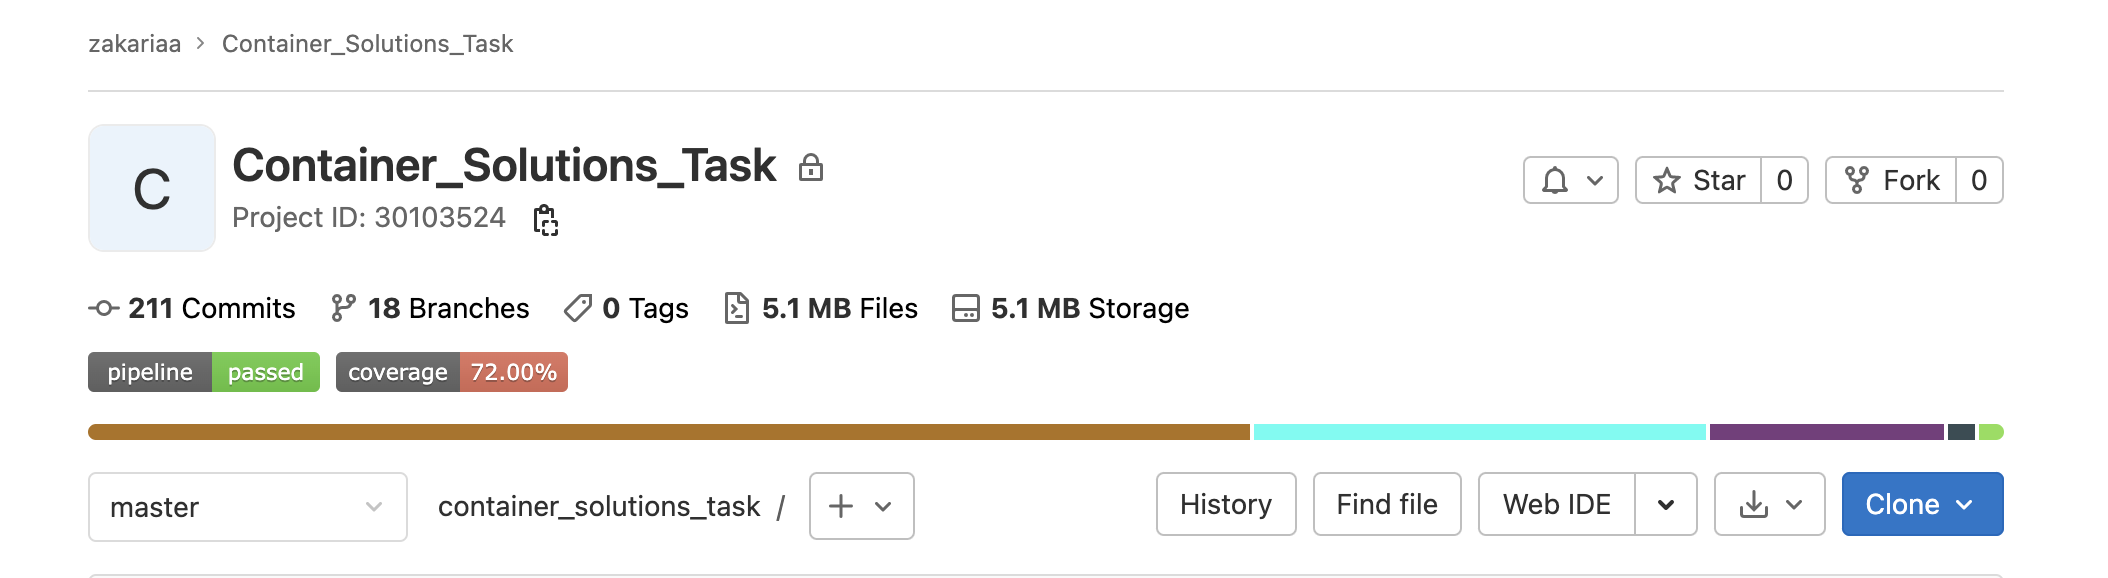 zakariaa > Container_Solutions_Task
C
Container_Solutions_Task
Project ID: 30103524
Star 0 Fork 0
211 Commits 18 Branches 0 Tags 5.1 MB Files 5.1 MB Storage
pipeline passed coverage 72.00%
master container_solutions_task / + History Find file Web IDE Clone